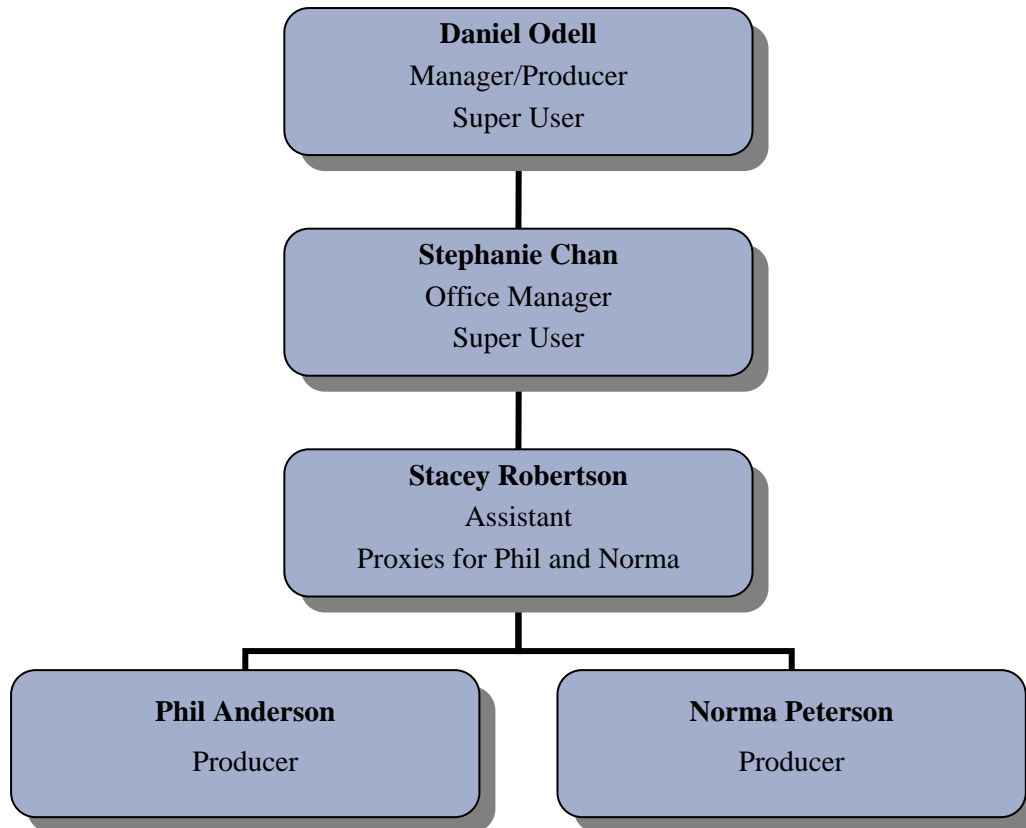 Daniel Odell
Manager/Producer
Super User
Stephanie Chan
Office Manager
Super User
Stacey Robertson
Assistant
Proxies for Phil and Norma
Phil Anderson
Producer
Norma Peterson
Producer